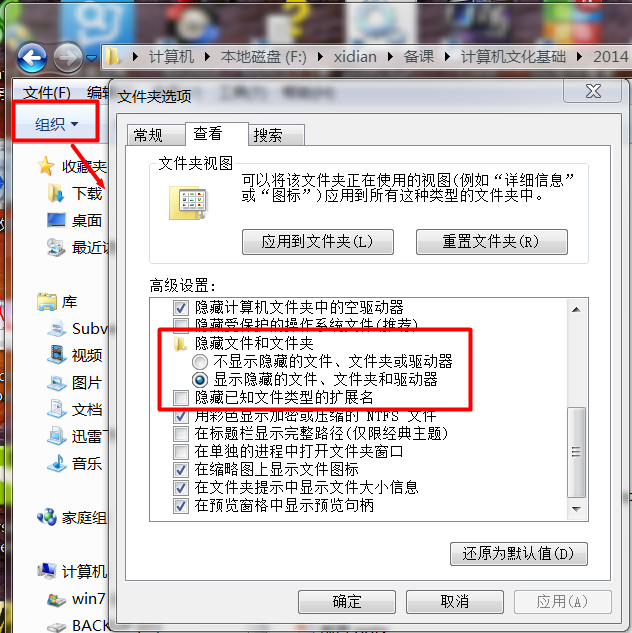 计算机 本地磁盘 (F:) xidian 备课 计算机文化基础 2014
文件(F) 编辑
文件夹选项
组织
收藏夹
下载
桌面
最近
库
Subv
视频
图片
文档
迅雷
音乐
家庭组
计算机
win7
BACK
常规 查看 搜索
文件夹视图
可以将该文件夹正在使用的视图(例如“详细信息”
或“图标”)应用到所有这种类型的文件夹中。
应用到文件夹(L) 重置文件夹(R)
高级设置：
隐藏计算机文件夹中的空驱动器
隐藏受保护的操作系统文件(推荐)
隐藏文件和文件夹
不显示隐藏的文件、文件夹或驱动器
显示隐藏的文件、文件夹和驱动器
隐藏已知文件类型的扩展名
用彩色显示加密或压缩的 NTFS 文件
在标题栏显示完整路径(仅限经典主题)
在单独的进程中打开文件夹窗口
在缩略图上显示文件图标
在文件夹提示中显示文件大小信息
在预览窗格中显示预览句柄
还原为默认值(D)
确定 取消 应用(A)